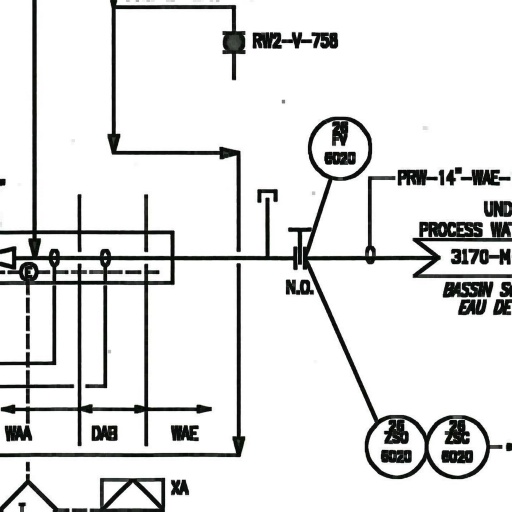 RW2-V-758
26
FV
6020
PRW-14"-WAE-
UND
PROCESS WAT
3170-M
BASSIN S
EAU DE
N.O.
E
WAA
DAB
WAE
26
ZSO
6020
26
ZSC
6020
XA